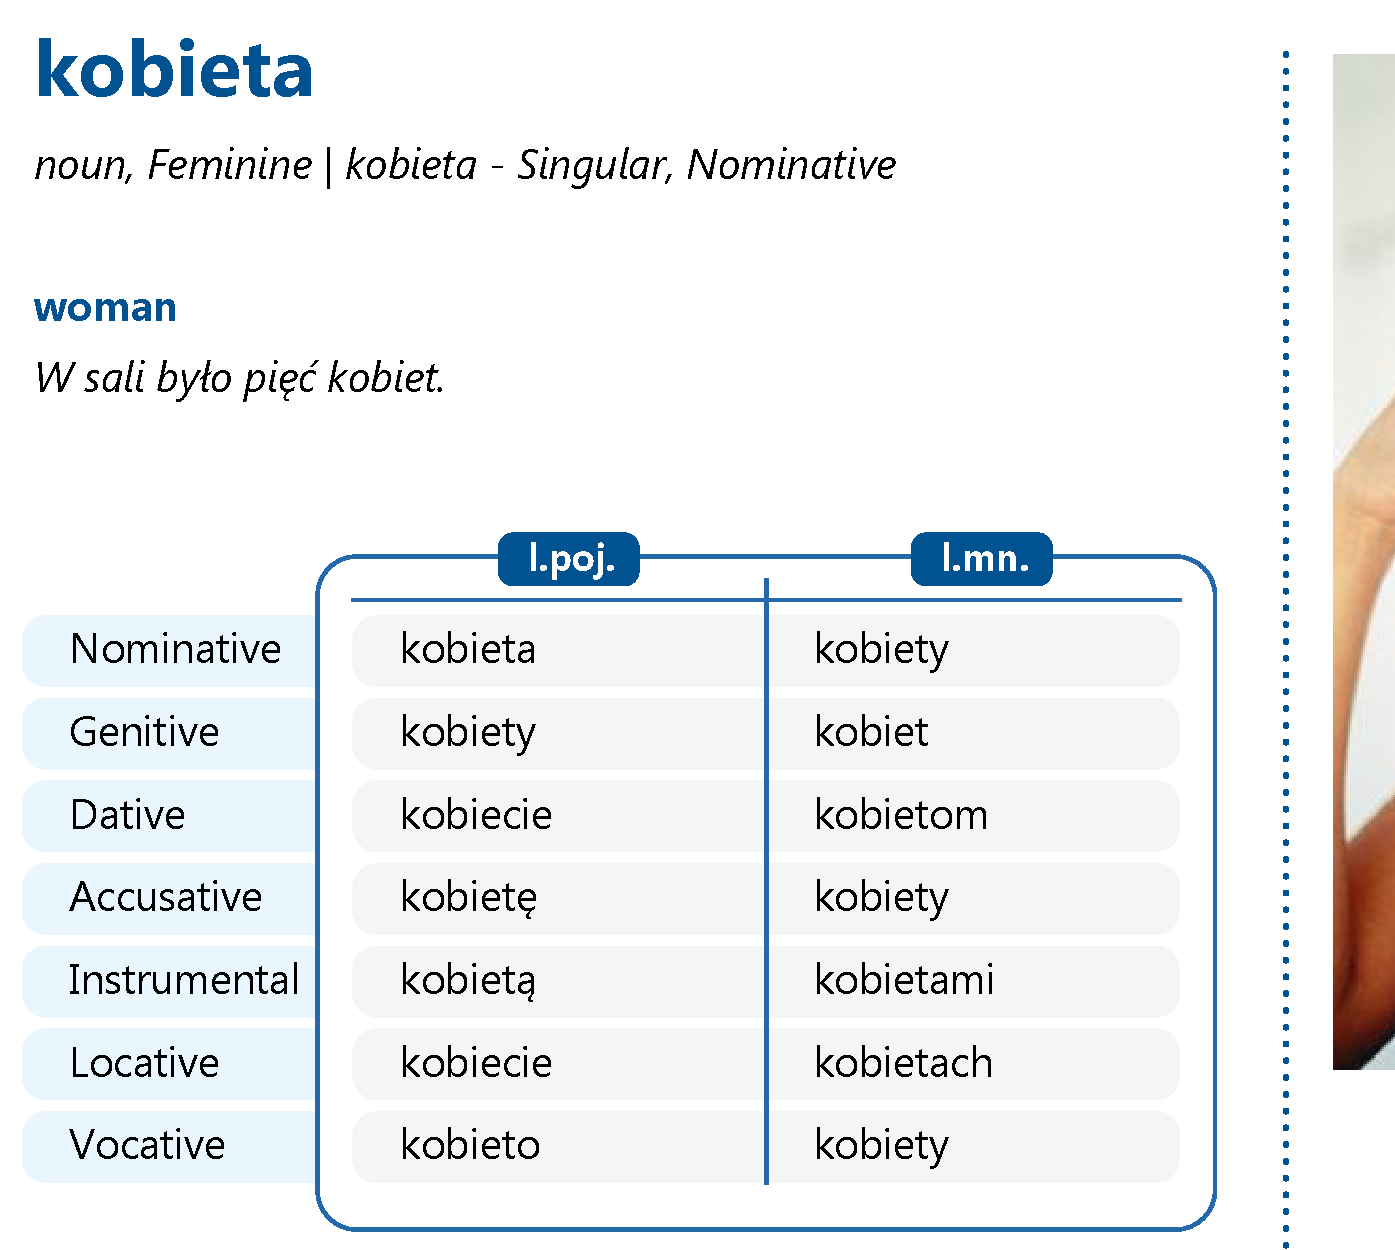 kobieta
noun, Feminine | kobieta - Singular, Nominative
woman
W sali było pięć kobiet.
l.poj. l.mn.
Nominative kobieta kobiety
Genitive kobiety kobiet
Dative kobiecie kobietom
Accusative kobietę kobiety
Instrumental kobietą kobietami
Locative kobiecie kobietach
Vocative kobieto kobiety